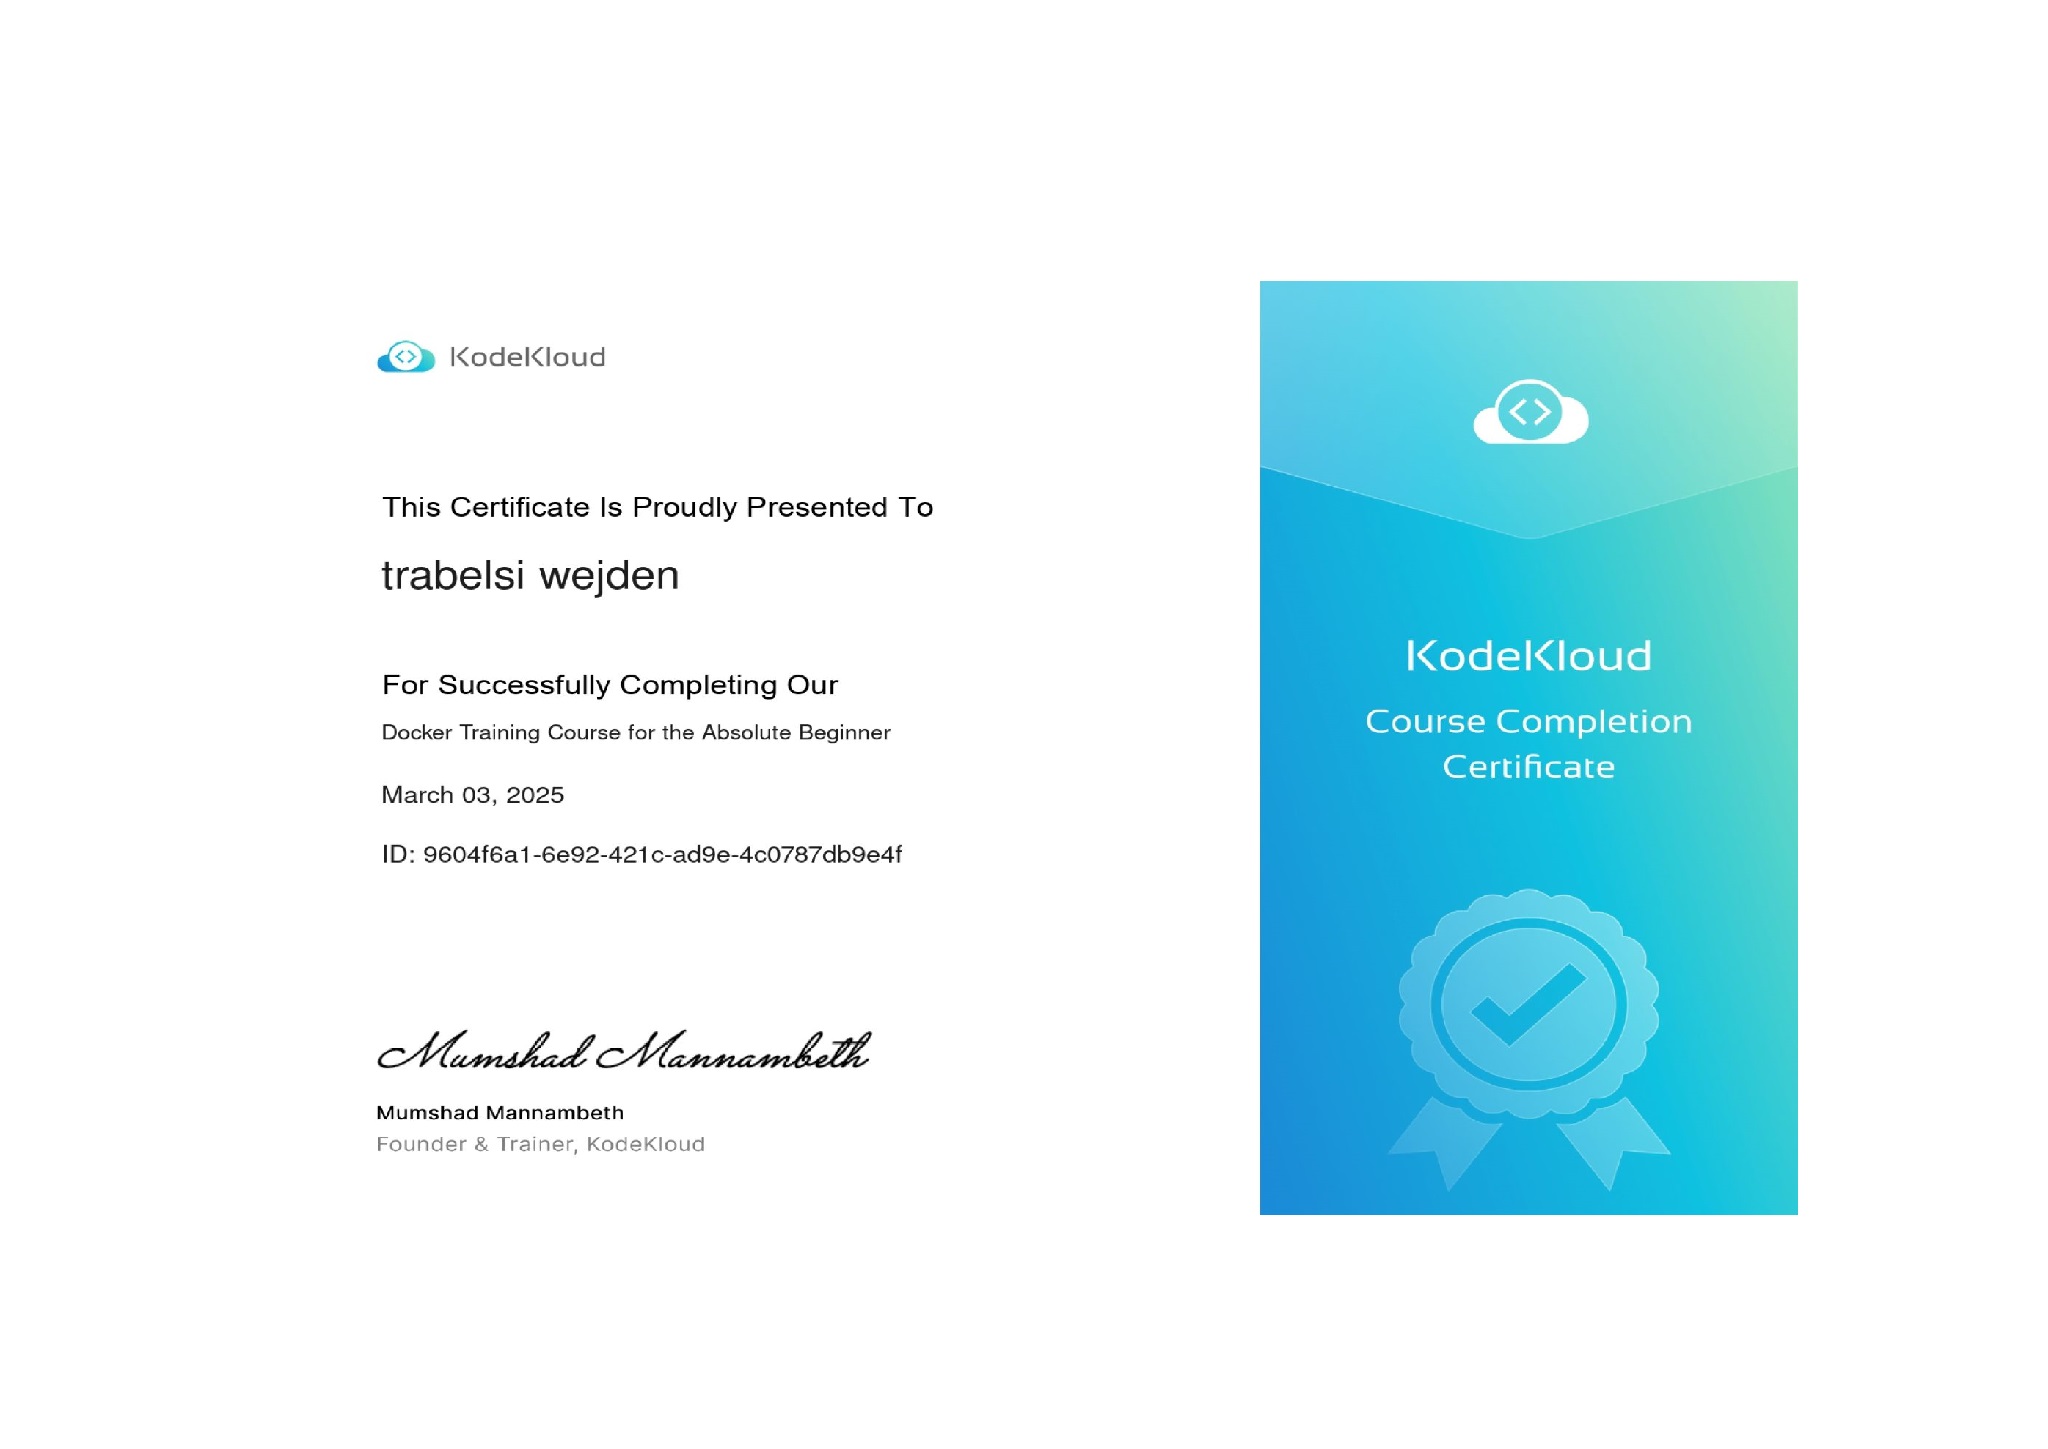 KodeKloud
This Certificate Is Proudly Presented To
trabelsi wejden
For Successfully Completing Our
Docker Training Course for the Absolute Beginner
March 03, 2025
ID: 9604f6a1-6e92-421c-ad9e-4c0787db9e4f
Mumshad Mannambeth
Mumshad Mannambeth
Founder & Trainer, KodeKloud
KodeKloud
Course Completion
Certificate